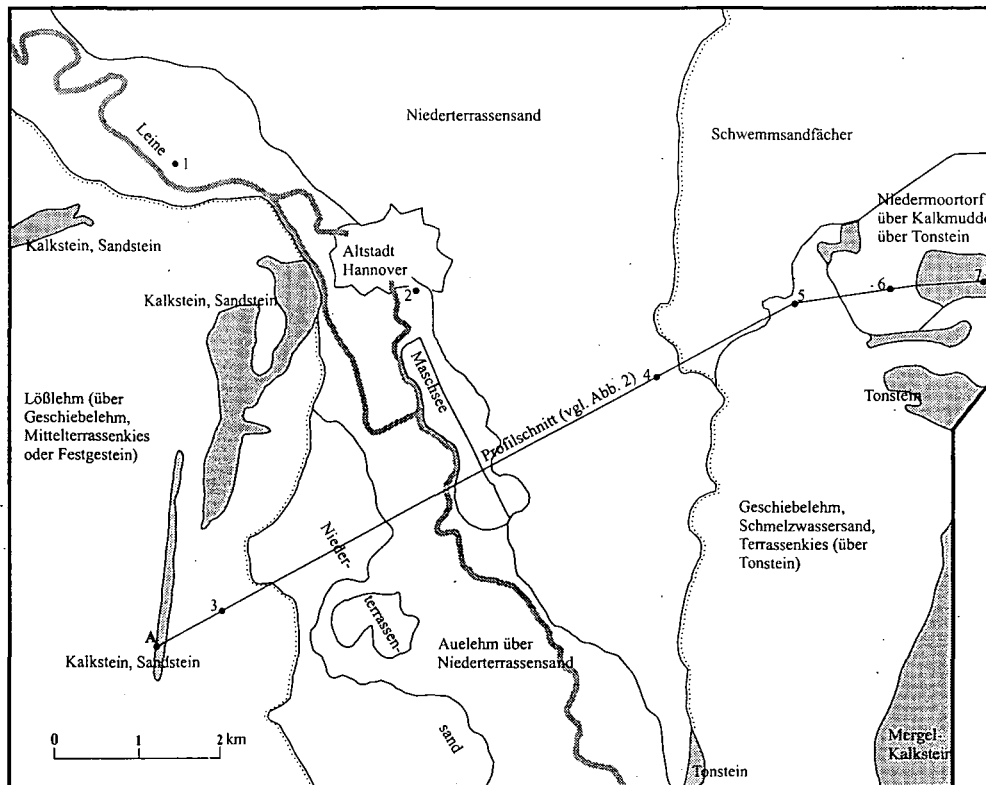 Niederterrassensand
Schwemmsandfächer
Leine
1
Niedermoortorf
über Kalkmudde
über Tonstein
Kalkstein, Sandstein
Altstadt
Hannover
Kalkstein, Sandstein
2
5
6
7
Maschsee
4
Profilschnitt (vgl. Abb. 2)
Tonstein
Lößlehm (über
Geschiebelehm,
Mittelterrassenkies
oder Festgestein)
Geschiebelehm,
Schmelzwassersand,
Terrassenkies (über
Tonstein)
Nieder-
terrassen-
sand
3
A
Kalkstein, Sandstein
Auelehm über
Niederterrassensand
0 1 2 km
Mergel-
Kalkstein
Tonstein